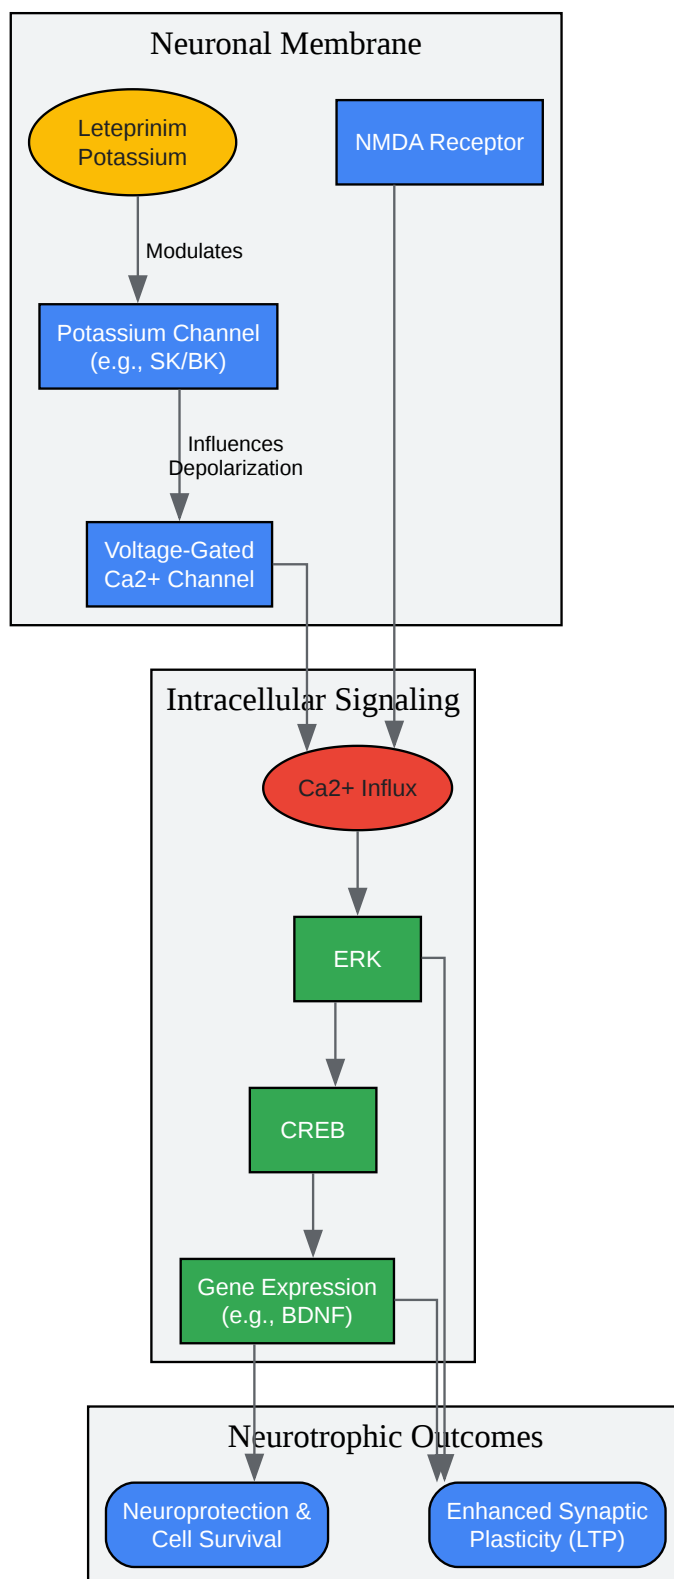 Neuronal Membrane
Leteprinim
Potassium
NMDA Receptor
Modulates
Potassium Channel
(e.g., SK/BK)
Influences
Depolarization
Voltage-Gated
Ca2+ Channel
Intracellular Signaling
Ca2+ Influx
ERK
CREB
Gene Expression
(e.g., BDNF)
Neurotrophic Outcomes
Neuroprotection &
Cell Survival
Enhanced Synaptic
Plasticity (LTP)